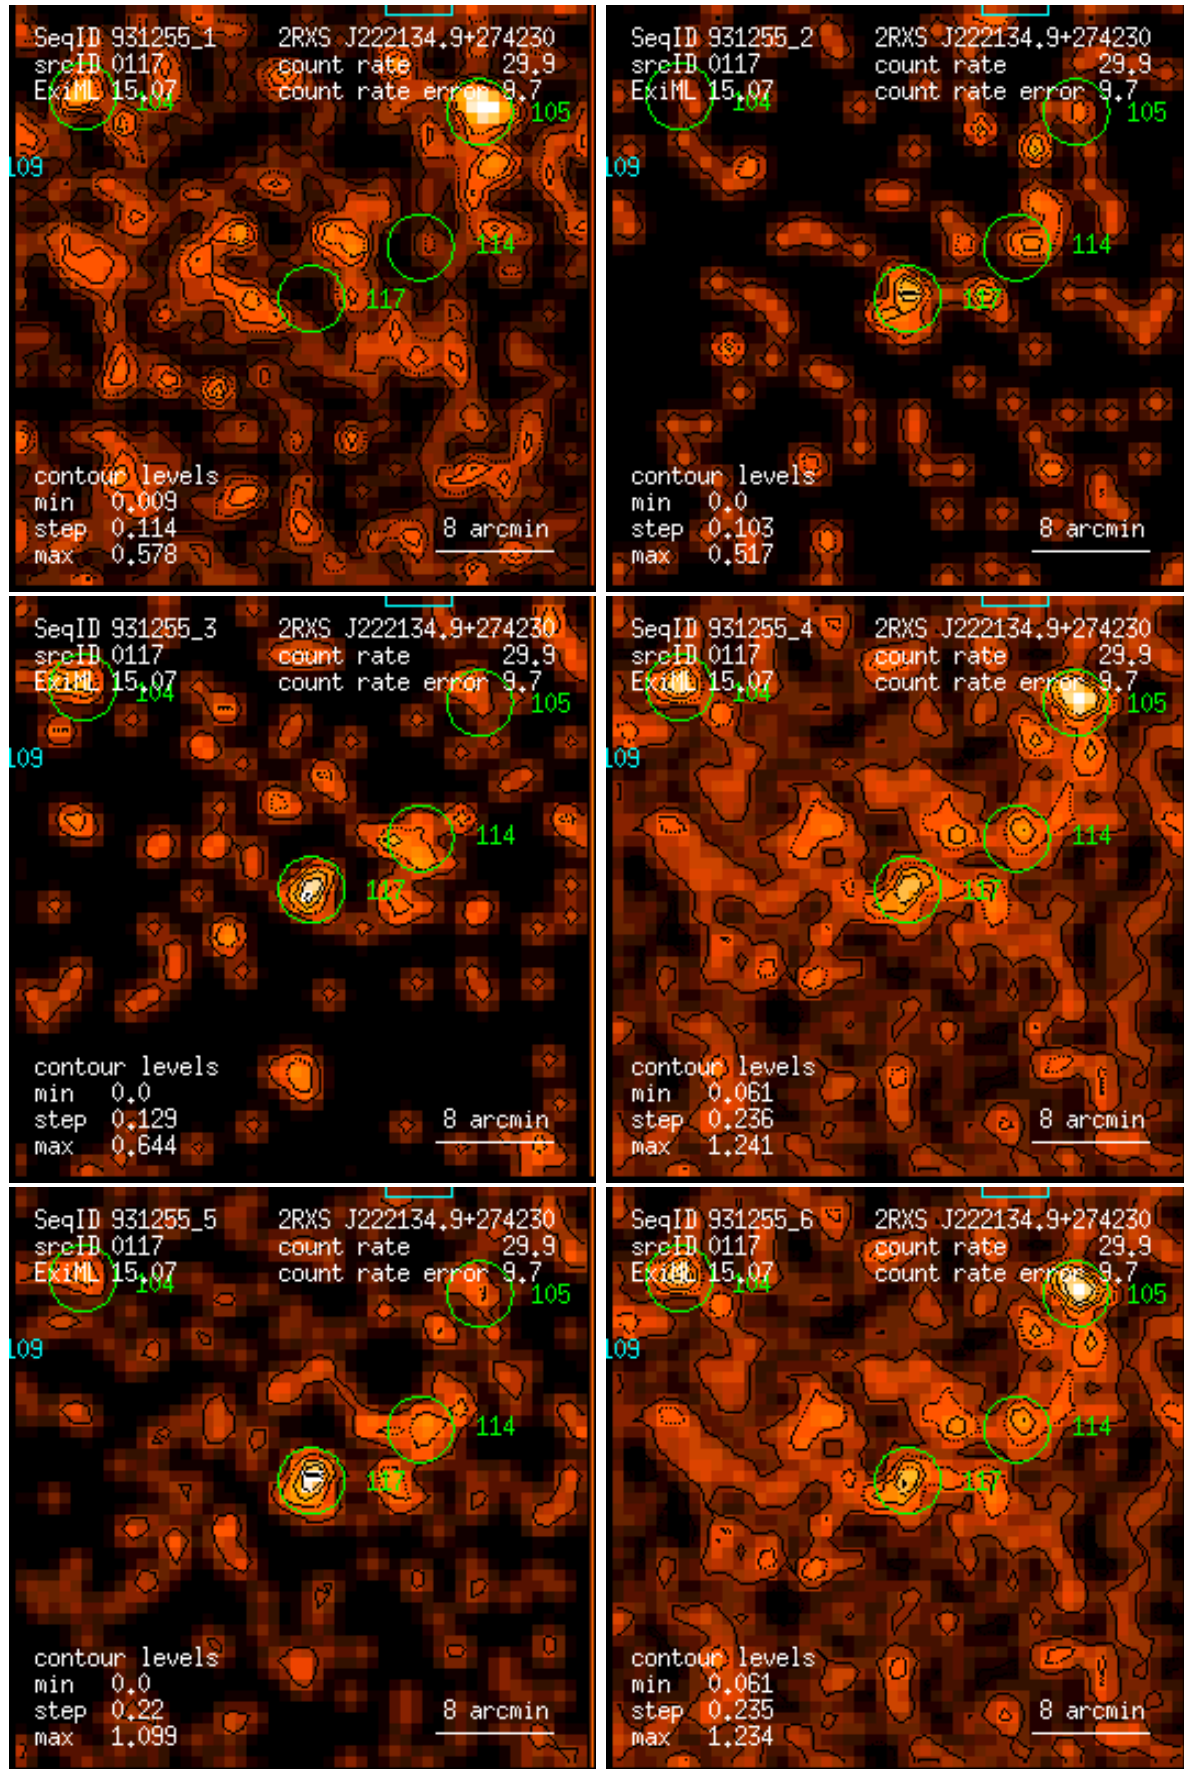 SeqID 931255_1 2RXS J222134.9+274230
srcID 0117 count rate 29.9
ExiML 15.07 count rate error 9.7
104
105
109
114
117
contour levels
min 0.009
step 0.114
max 0.578
8 arcmin
SeqID 931255_2 2RXS J222134.9+274230
srcID 0117 count rate 29.9
ExiML 15.07 count rate error 9.7
104
105
109
114
117
contour levels
min 0.0
step 0.103
max 0.517
8 arcmin
SeqID 931255_3 2RXS J222134.9+274230
srcID 0117 count rate 29.9
ExiML 15.07 count rate error 9.7
104
105
109
114
117
contour levels
min 0.0
step 0.129
max 0.644
8 arcmin
SeqID 931255_4 2RXS J222134.9+274230
srcID 0117 count rate 29.9
ExiML 15.07 count rate error 9.7
104
105
109
114
117
contour levels
min 0.061
step 0.236
max 1.241
8 arcmin
SeqID 931255_5 2RXS J222134.9+274230
srcID 0117 count rate 29.9
ExiML 15.07 count rate error 9.7
104
105
109
114
117
contour levels
min 0.0
step 0.22
max 1.099
8 arcmin
SeqID 931255_6 2RXS J222134.9+274230
srcID 0117 count rate 29.9
ExiML 15.07 count rate error 9.7
104
105
109
114
117
contour levels
min 0.061
step 0.235
max 1.234
8 arcmin